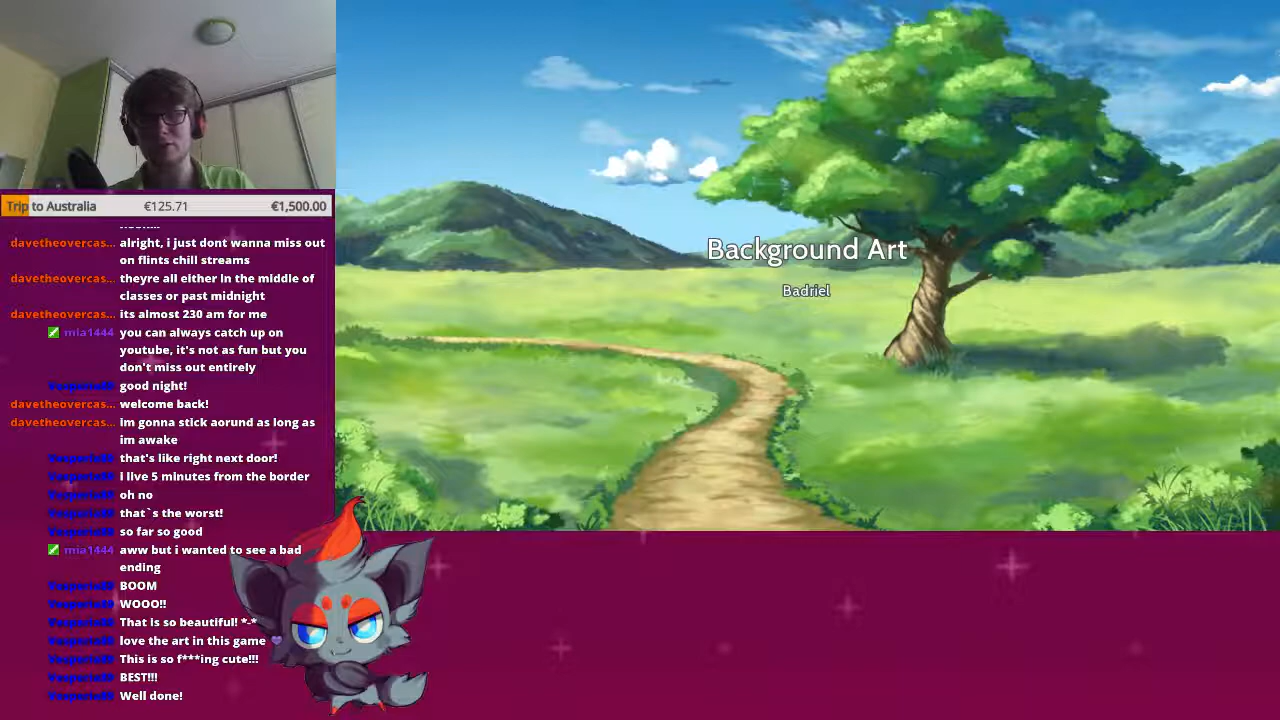 Trip to Australia €125.71 €1,500.00
davetheovercas... alright, i just dont wanna miss out
on flints chill streams
davetheovercas... theyre all either in the middle of
classes or past midnight
davetheovercas... its almost 230 am for me
mia1444 you can always catch up on
youtube, it's not as fun but you
don't miss out entirely
good night!
davetheovercas... welcome back!
davetheovercas... im gonna stick aorund as long as
im awake
that's like right next door!
i live 5 minutes from the border
oh no
that`s the worst!
so far so good
mia1444 aww but i wanted to see a bad
ending
BOOM
WOOO!!
That is so beautiful! *-*
love the art in this game
This is so f***ing cute!!!
BEST!!!
Well done!
Background Art
Badriel